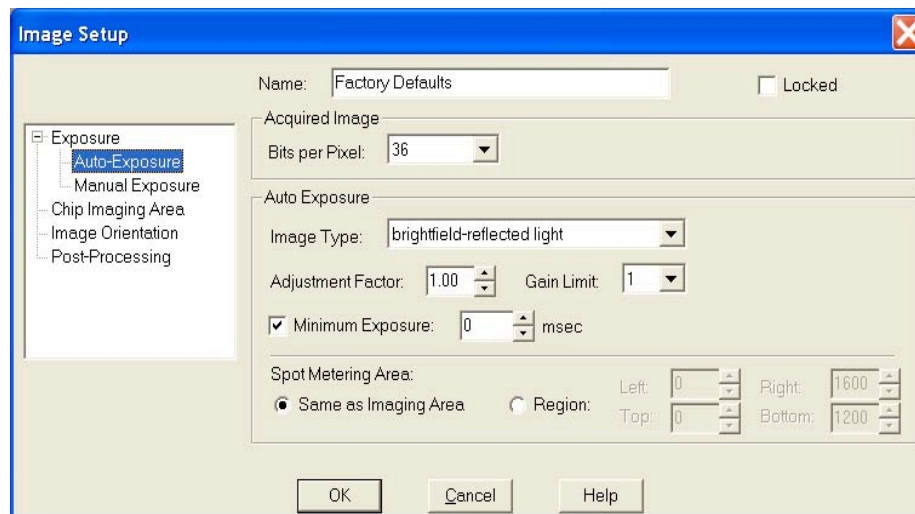 Image Setup
Name: Factory Defaults Locked
Exposure
Auto-Exposure
Manual Exposure
Chip Imaging Area
Image Orientation
Post-Processing
Acquired Image
Bits per Pixel: 36
Auto Exposure
Image Type: brightfield-reflected light
Adjustment Factor: 1.00 Gain Limit: 1
Minimum Exposure: 0 msec
Spot Metering Area:
Same as Imaging Area Region:
Left: 0 Right: 1600
Top: 0 Bottom: 1200
OK Cancel Help